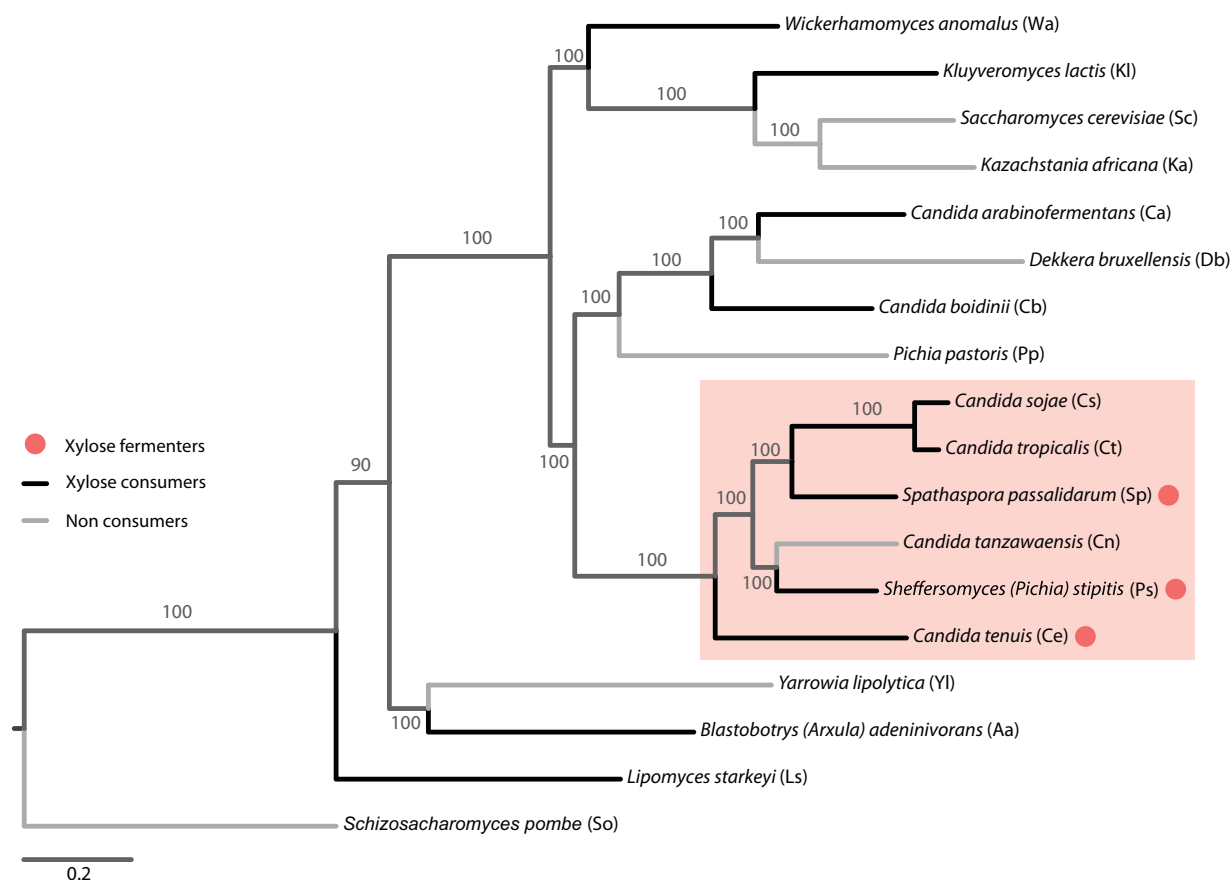 Wickerhamomyces anomalus (Wa)
100
Kluyveromyces lactis (Kl)
100
Saccharomyces cerevisiae (Sc)
100
Kazachstania africana (Ka)
Candida arabinofermentans (Ca)
100
100
Dekkera bruxellensis (Db)
100
100
Candida boidinii (Cb)
Pichia pastoris (Pp)
Candida sojae (Cs)
100
Xylose fermenters
Candida tropicalis (Ct)
100
100
90
Xylose consumers
Spathaspora passalidarum (Sp)
100
Non consumers
Candida tanzawaensis (Cn)
100
100
Sheffersomyces (Pichia) stipitis (Ps)
100
Candida tenuis (Ce)
Yarrowia lipolytica (Yl)
100
Blastobotrys (Arxula) adeninivorans (Aa)
Lipomyces starkeyi (Ls)
Schizosacharomyces pombe (So)
0.2